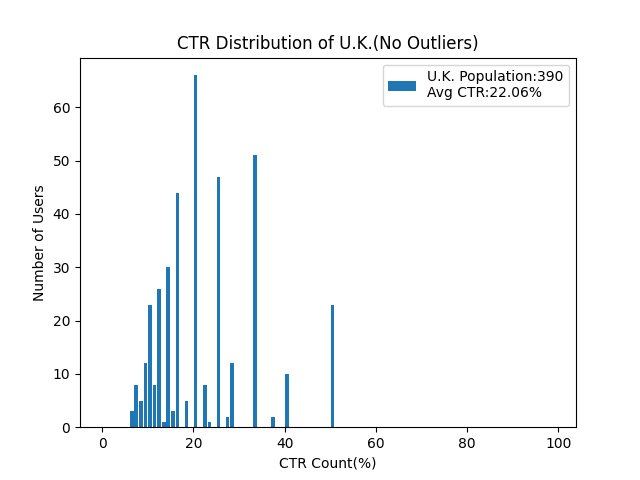 CTR Distribution of U.K.(No Outliers)
U.K. Population:390
Avg CTR:22.06%
Number of Users
60
50
40
30
20
10
0
0 20 40 60 80 100
CTR Count(%)